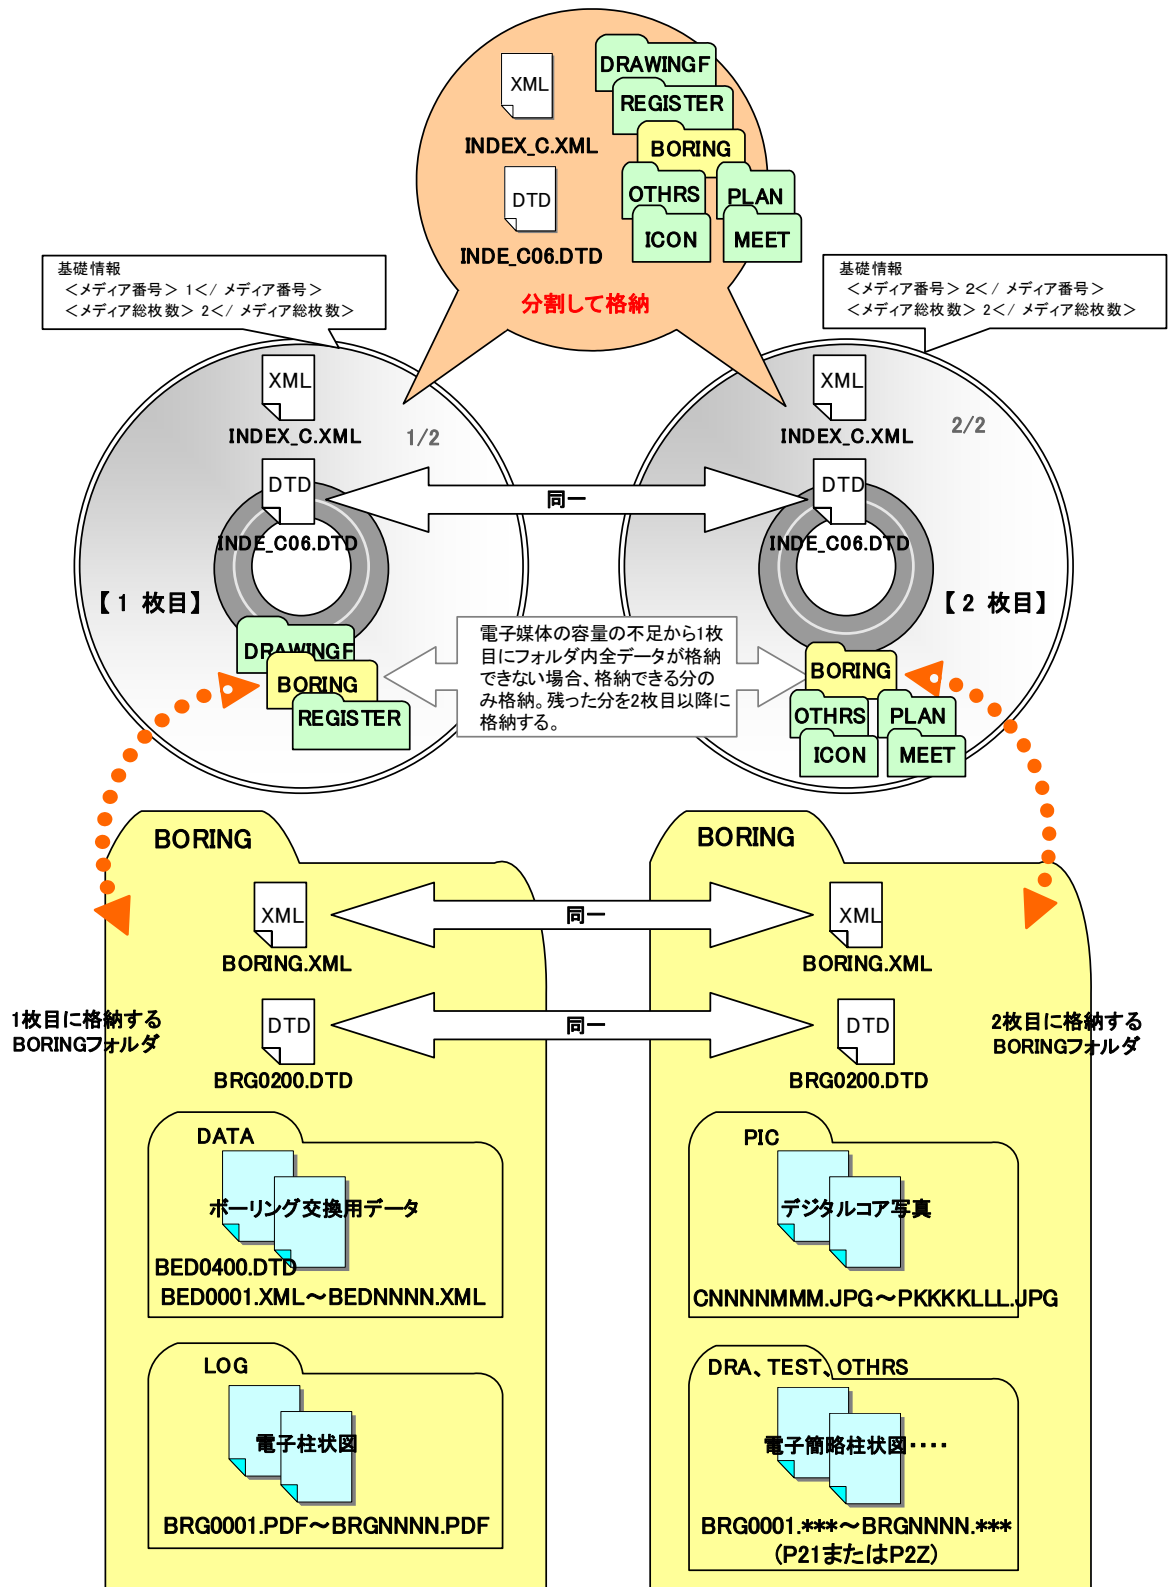 XML
INDEX_C.XML
DTD
INDE_C06.DTD
DRAWINGF
REGISTER
BORING
OTHRS
PLAN
ICON
MEET
分割して格納
基礎情報
＜メディア番号＞ 1＜/ メディア番号＞
＜メディア総枚数＞ 2＜/ メディア総枚数＞
基礎情報
＜メディア番号＞ 2＜/ メディア番号＞
＜メディア総枚数＞ 2＜/ メディア総枚数＞
XML
INDEX_C.XML
1/2
DTD
INDE_C06.DTD
【1 枚目】
DRAWINGF
BORING
REGISTER
同一
XML
INDEX_C.XML
2/2
DTD
INDE_C06.DTD
【2 枚目】
BORING
OTHRS
PLAN
ICON
MEET
電子媒体の容量の不足から1枚
目にフォルダ内全データが格納
できない場合、格納できる分の
み格納。残った分を2枚目以降に
格納する。
BORING
XML
BORING.XML
同一
BORING
XML
BORING.XML
1枚目に格納する
BORINGフォルダ
DTD
BRG0200.DTD
同一
DTD
BRG0200.DTD
2枚目に格納する
BORINGフォルダ
DATA
ボーリング交換用データ
BED0400.DTD
BED0001.XML～BEDNNNN.XML
PIC
デジタルコア写真
CNNNNMMM.JPG～PKKKKLLL.JPG
LOG
電子柱状図
BRG0001.PDF～BRGNNNN.PDF
DRA、TEST、OTHRS
電子簡略柱状図････
BRG0001.***～BRGNNNN.***
(P21またはP2Z)